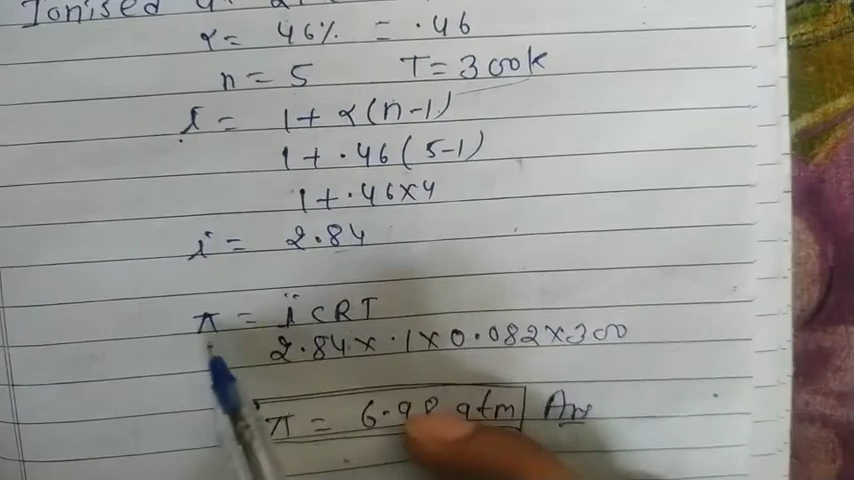 Ionised
α = 46% = .46
n = 5 T = 300K
i = 1 + α(n-1)
1 + .46(5-1)
1 + .46×4
i = 2.84
π = iCRT
2.84 × .1 × 0.082 × 300
π = 6.98 atm Ans